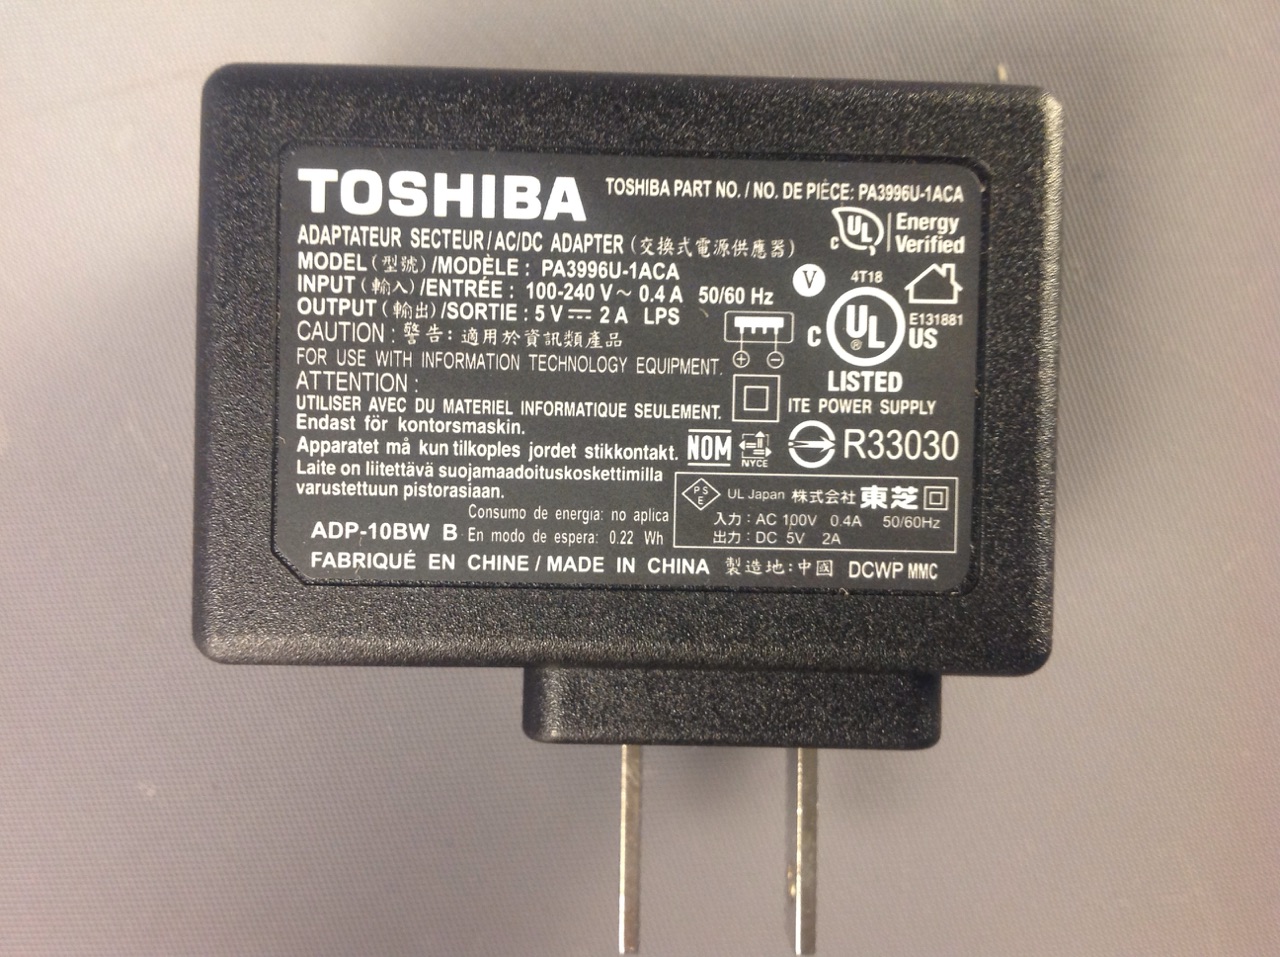 TOSHIBA
TOSHIBA PART NO. / NO. DE PIÈCE: PA3996U-1ACA
ADAPTATEUR SECTEUR/AC/DC ADAPTER (交換式電源供應器)
MODEL (型號) /MODÈLE : PA3996U-1ACA
INPUT (輸入) /ENTRÉE : 100-240 V~ 0.4 A 50/60 Hz
OUTPUT (輸出) /SORTIE : 5 V⎓ 2 A LPS
CAUTION : 警告: 適用於資訊類產品
FOR USE WITH INFORMATION TECHNOLOGY EQUIPMENT.
ATTENTION :
UTILISER AVEC DU MATERIEL INFORMATIQUE SEULEMENT.
Endast för kontorsmaskin.
Apparatet må kun tilkoples jordet stikkontakt.
Laite on liitettävä suojamaadoituskoskettimilla
varustettuun pistorasiaan.
Consumo de energia: no aplica
ADP-10BW B En modo de espera: 0.22 Wh
FABRIQUÉ EN CHINE / MADE IN CHINA 製造地:中國 DCWP MMC
c UL Energy
Verified
V
4T18
C UL ® US
E131881
LISTED
ITE POWER SUPPLY
+ −
NOM
NYCE
R33030
PS
E
UL Japan 株式会社 東芝
入力 : AC 100V 0.4A 50/60Hz
出力 : DC 5V 2A